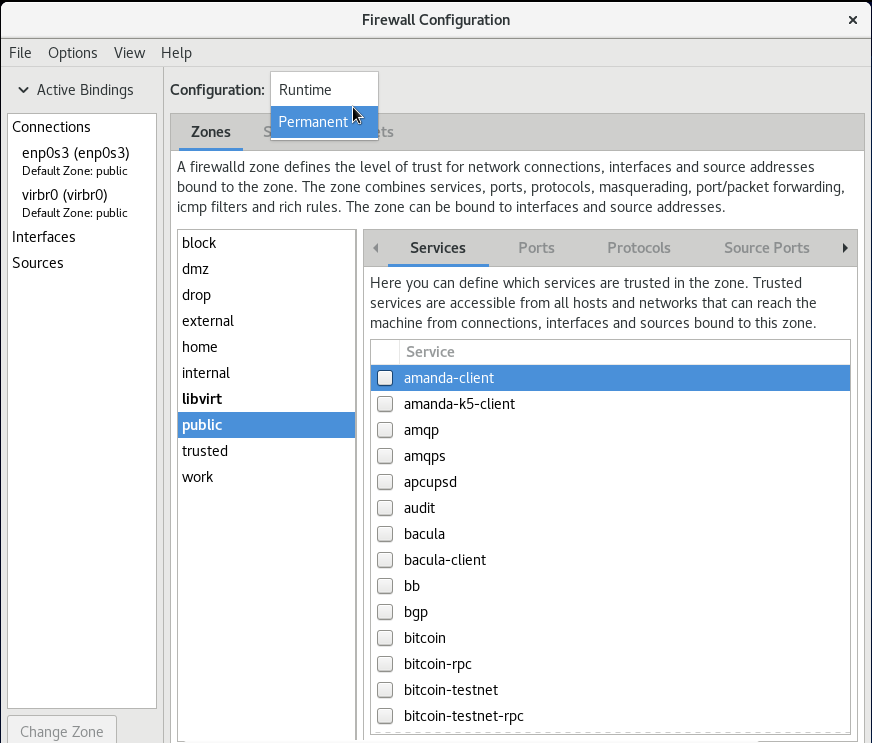 Firewall Configuration
File Options View Help
Active Bindings
Configuration:
Runtime
Permanent
Connections
enp0s3 (enp0s3)
Default Zone: public
virbr0 (virbr0)
Default Zone: public
Interfaces
Sources
Change Zone
Zones
A firewalld zone defines the level of trust for network connections, interfaces and source addresses
bound to the zone. The zone combines services, ports, protocols, masquerading, port/packet forwarding,
icmp filters and rich rules. The zone can be bound to interfaces and source addresses.
block
dmz
drop
external
home
internal
libvirt
public
trusted
work
Services Ports Protocols Source Ports
Here you can define which services are trusted in the zone. Trusted
services are accessible from all hosts and networks that can reach the
machine from connections, interfaces and sources bound to this zone.
Service
amanda-client
amanda-k5-client
amqp
amqps
apcupsd
audit
bacula
bacula-client
bb
bgp
bitcoin
bitcoin-rpc
bitcoin-testnet
bitcoin-testnet-rpc